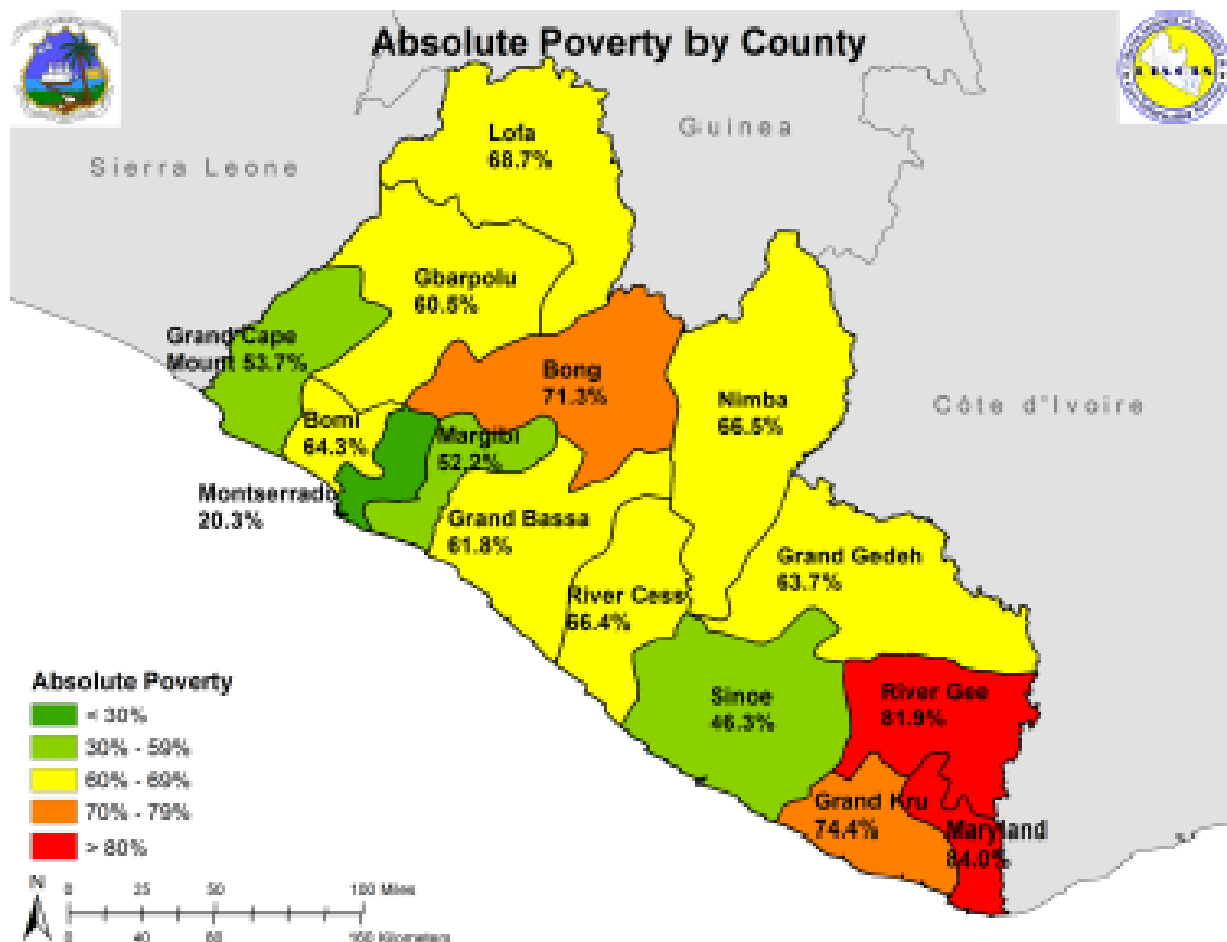 Absolute Poverty by County
Guinea
Sierra Leone
Lofa
68.7%
Gbarpolu
60.5%
Grand Cape
Mount 53.7%
Bong
71.3%
Nimba
66.5%
Côte d'Ivoire
Bomi
64.3%
Margibi
52.2%
Montserrado
20.3%
Grand Bassa
61.8%
Grand Gedeh
63.7%
River Cess
66.4%
Sinoe
46.3%
River Gee
81.9%
Grand Kru
74.4%
Maryland
84.0%
Absolute Poverty
< 30%
30% - 59%
60% - 69%
70% - 79%
> 80%
N
0 25 50 100 Miles
0 40 80 160 Kilometers